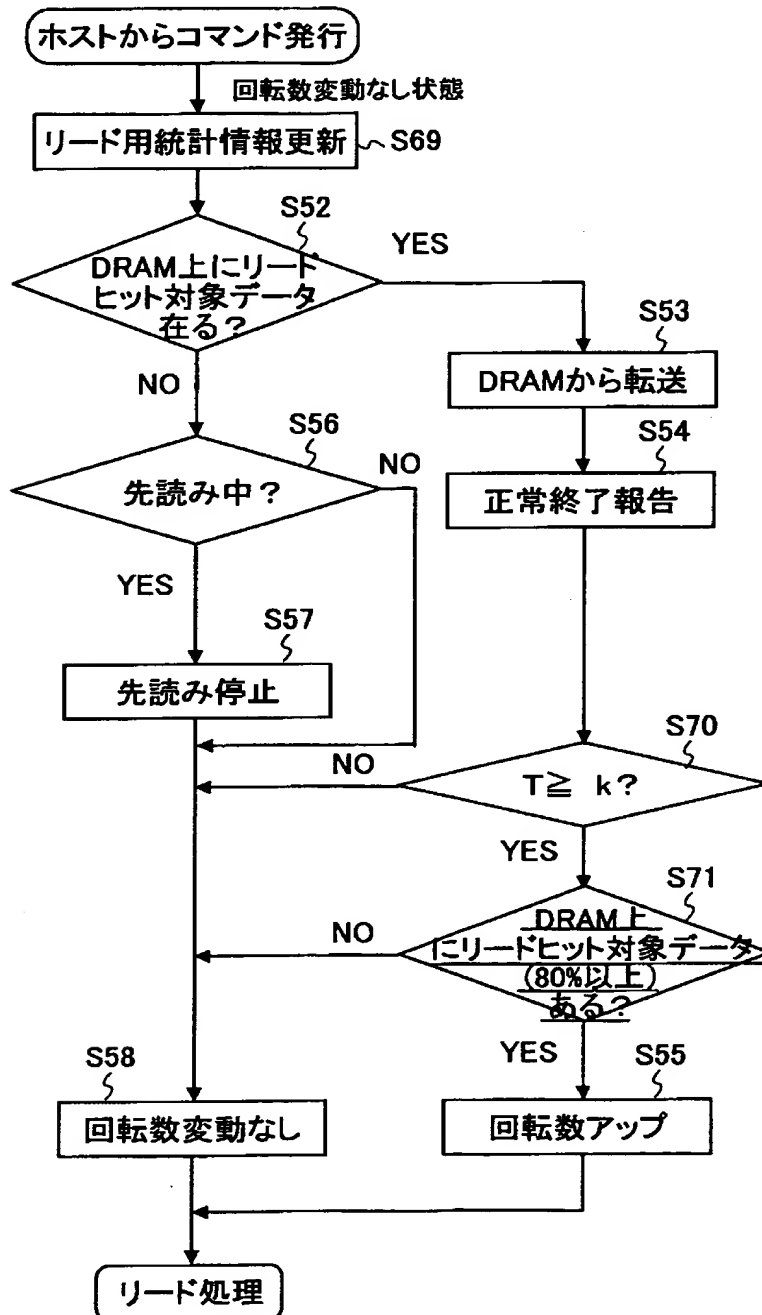 ホストからコマンド発行
回転数変動なし状態
リード用統計情報更新
S69
S52
DRAM上にリード
ヒット対象データ
在る？
YES
NO
S53
DRAMから転送
S56
先読み中？
NO
YES
S54
正常終了報告
S57
先読み停止
S70
T≧ k？
NO
YES
S71
DRAM上
にリードヒット対象データ
(80%以上)
ある？
NO
YES
S58
回転数変動なし
S55
回転数アップ
リード処理